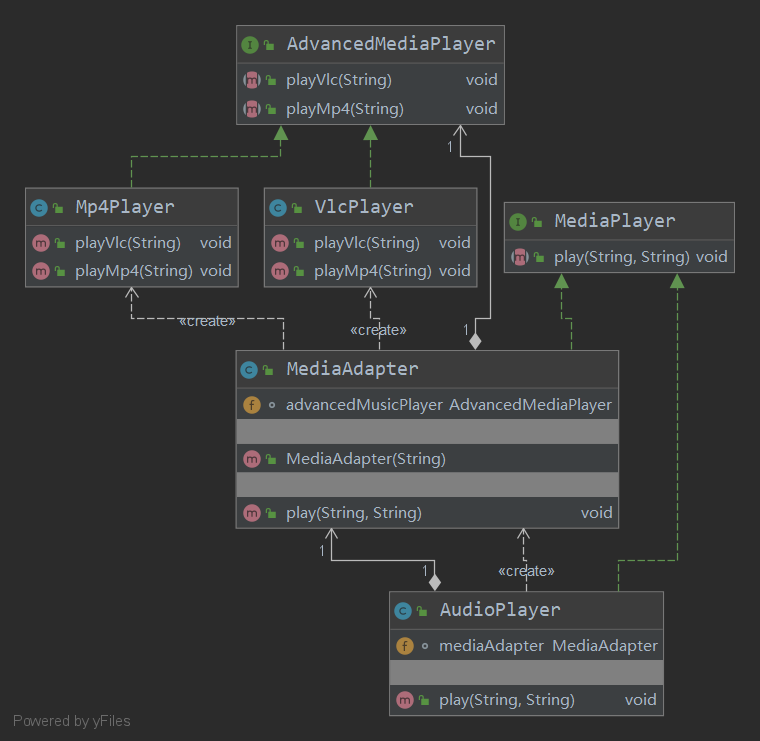 AdvancedMediaPlayer
playVlc(String) void
playMp4(String) void
1
Mp4Player
playVlc(String) void
playMp4(String) void
VlcPlayer
playVlc(String) void
playMp4(String) void
MediaPlayer
play(String, String) void
«create»
«create»
1
MediaAdapter
advancedMusicPlayer AdvancedMediaPlayer
MediaAdapter(String)
play(String, String) void
1
1
«create»
AudioPlayer
mediaAdapter MediaAdapter
play(String, String) void
Powered by yFiles